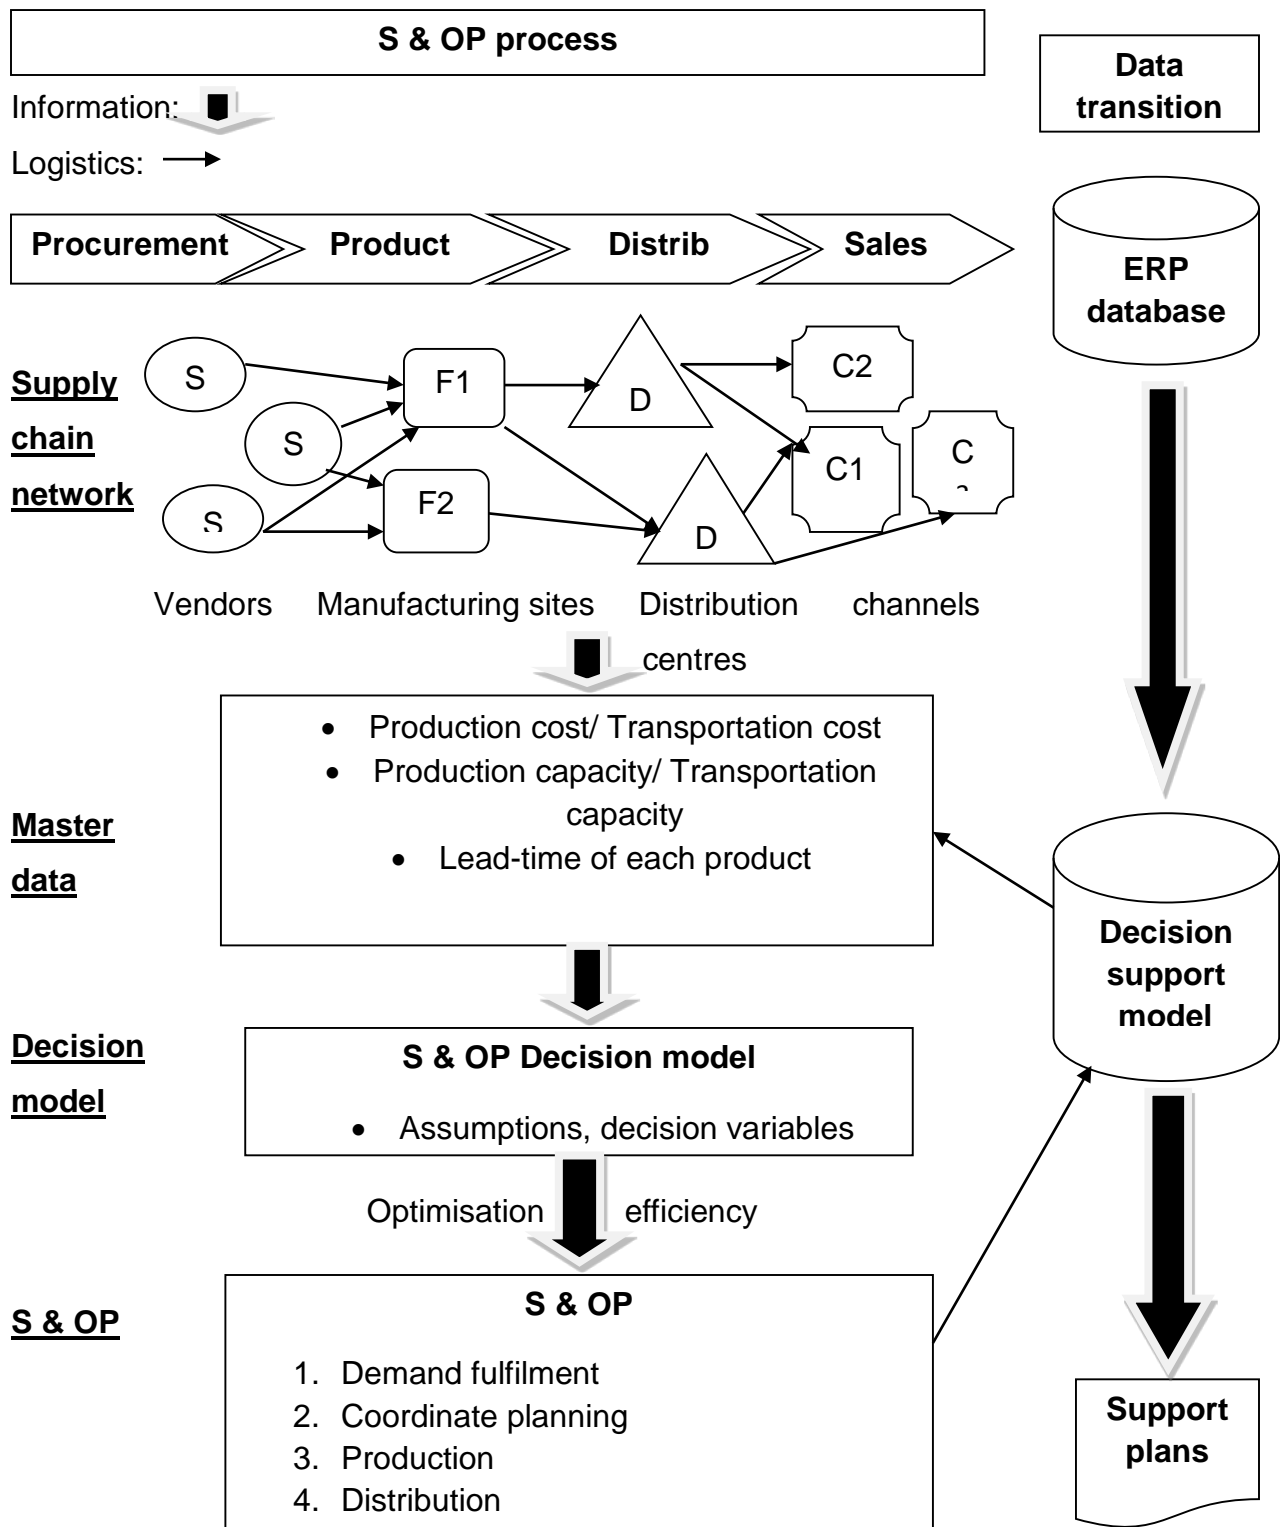 S & OP process
Data
transition
Information:
Logistics:
Procurement
Product
Distrib
Sales
ERP
database
Supply
chain
network
S
S
S
F1
F2
D
D
C2
C1
C
Vendors
Manufacturing sites
Distribution
centres
channels
Master
data
• Production cost/ Transportation cost
• Production capacity/ Transportation
capacity
• Lead-time of each product
Decision
support
model
Decision
model
S & OP Decision model
• Assumptions, decision variables
Optimisation efficiency
S & OP
S & OP
1. Demand fulfilment
2. Coordinate planning
3. Production
4. Distribution
Support
plans